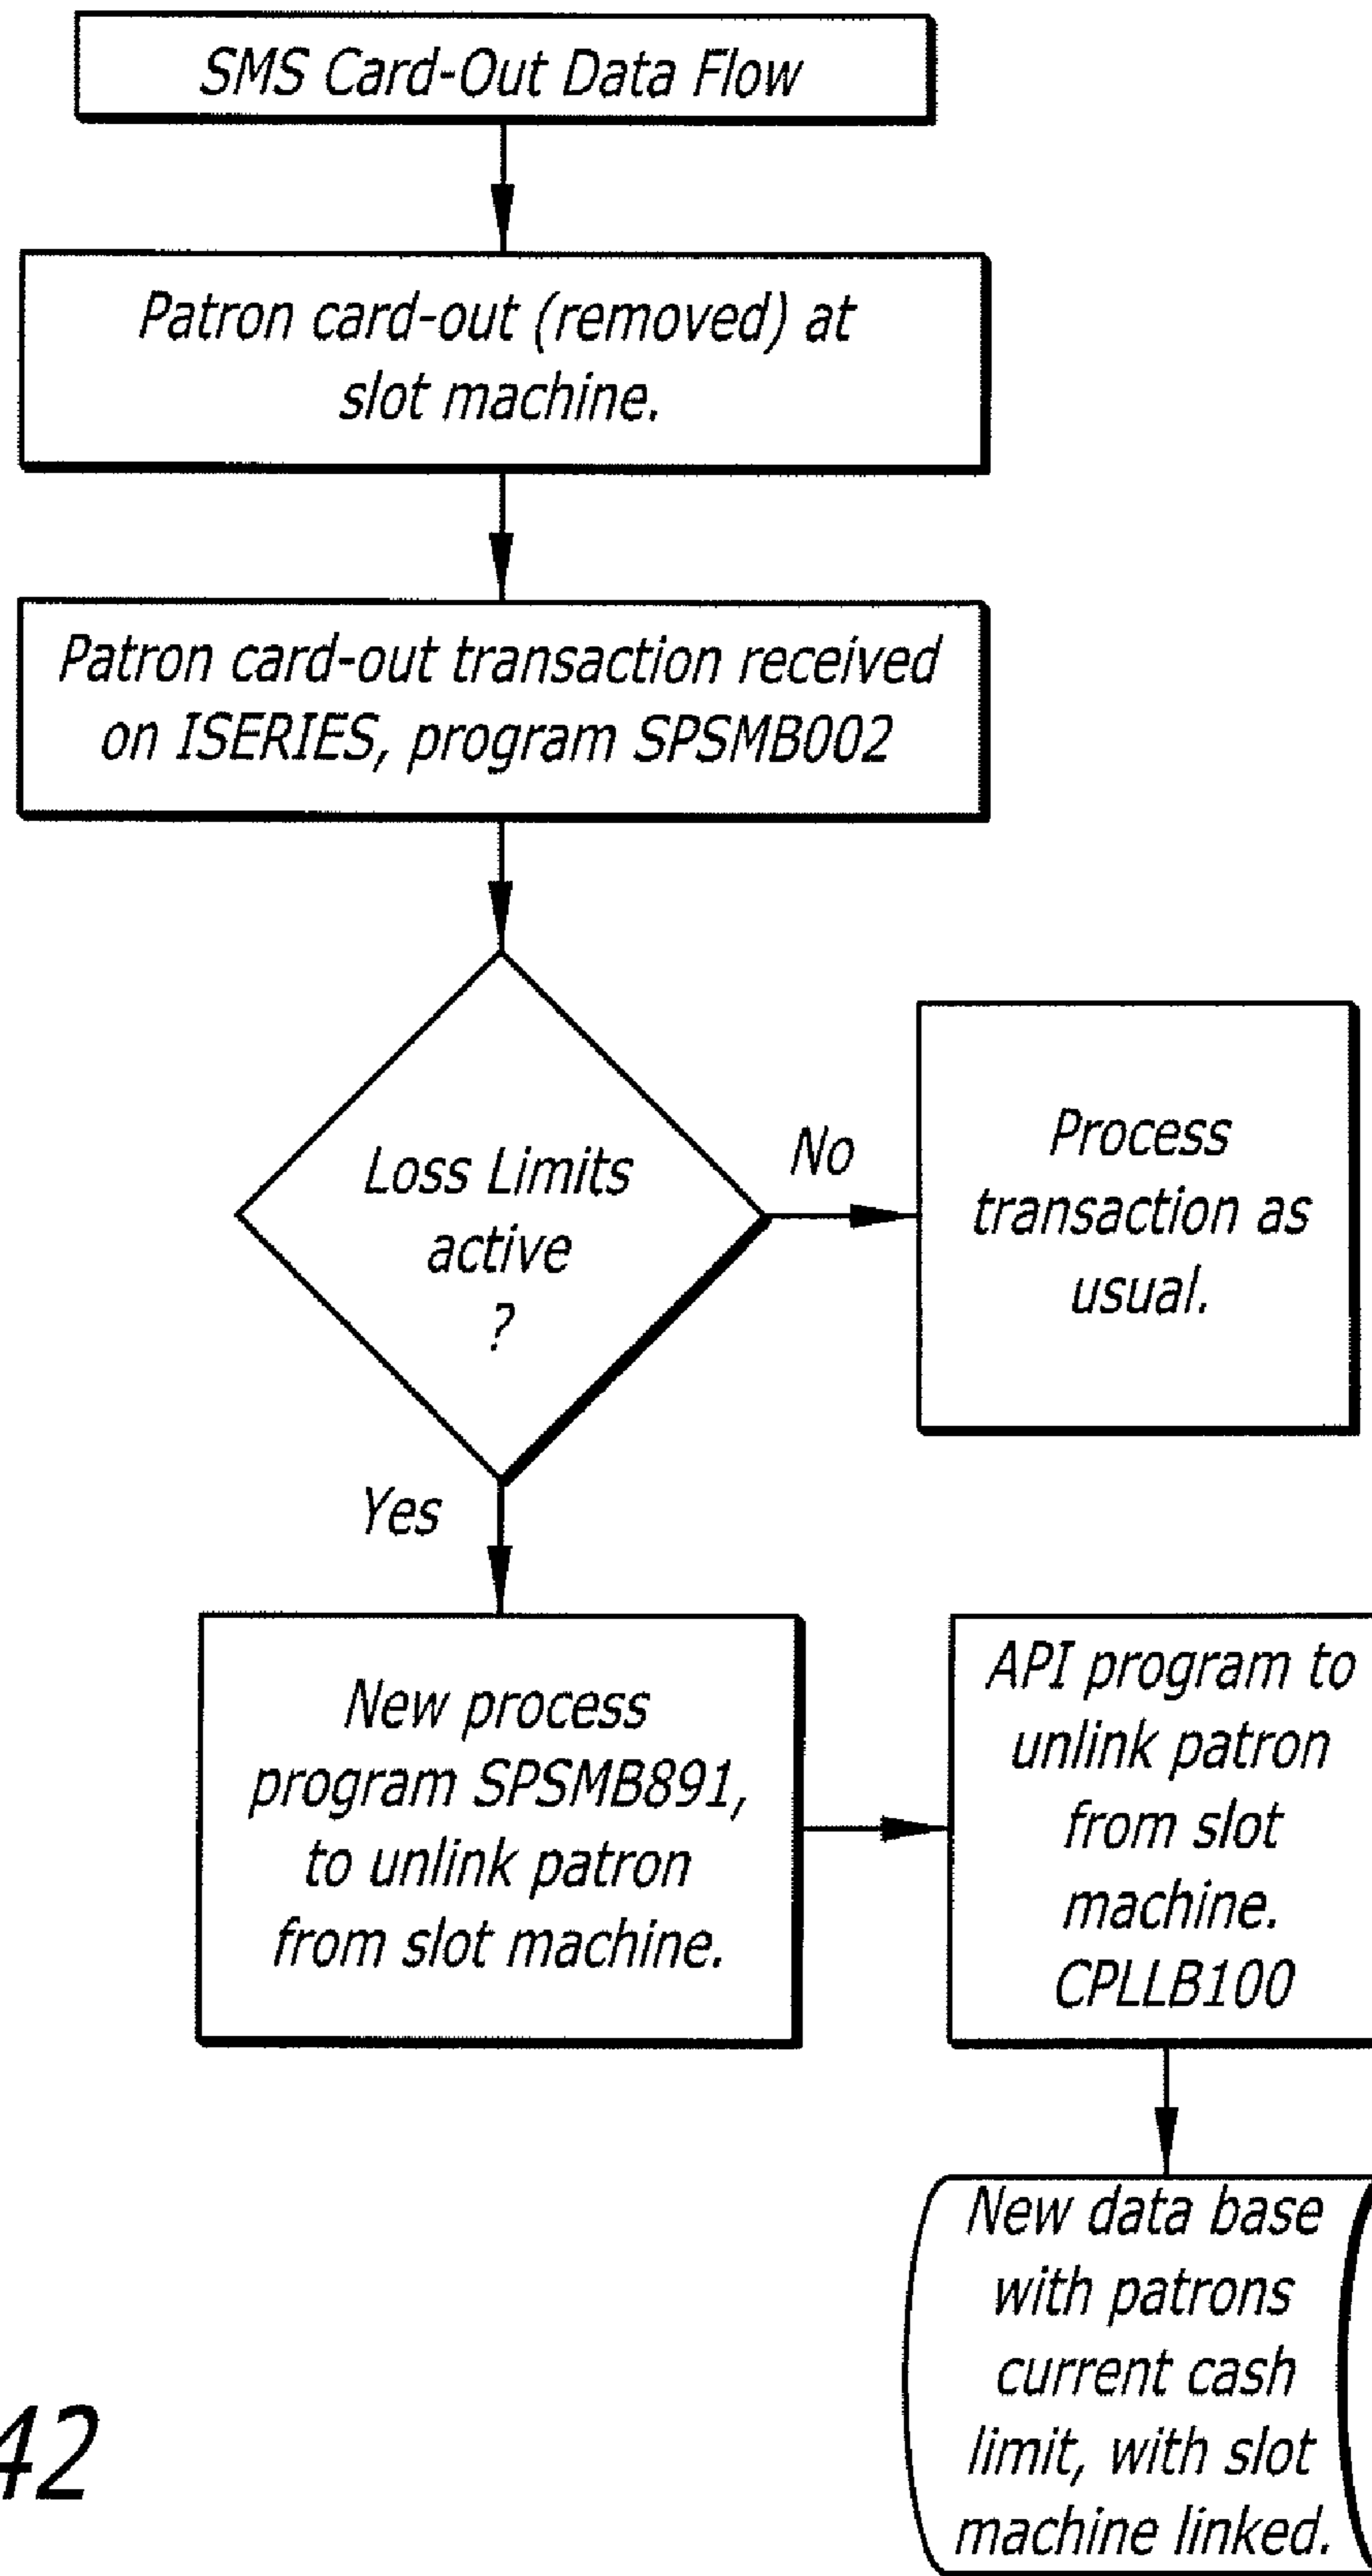 SMS Card-Out Data Flow
Patron card-out (removed) at
slot machine.
Patron card-out transaction received
on ISERIES, program SPSMB002
Loss Limits
active
?
No
Process
transaction as
usual.
Yes
New process
program SPSMB891,
to unlink patron
from slot machine.
API program to
unlink patron
from slot
machine.
CPLLB100
New data base
with patrons
current cash
limit, with slot
machine linked.
42